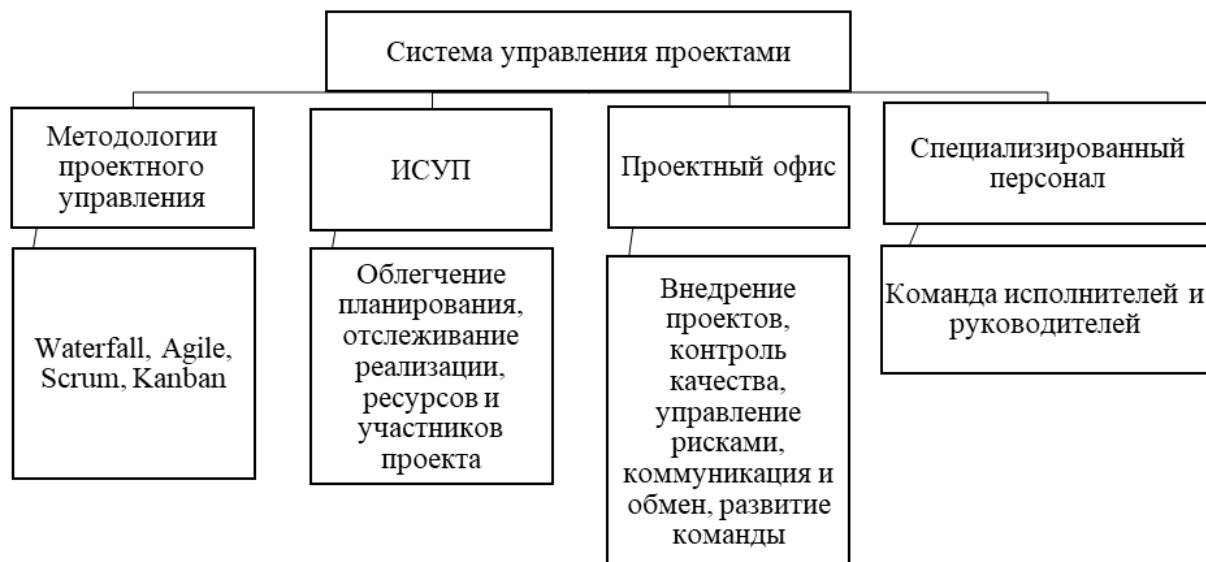 Система управления проектами
Методологии
проектного
управления
ИСУП
Проектный офис
Специализированный
персонал
Waterfall, Agile,
Scrum, Kanban
Облегчение
планирования,
отслеживание
реализации,
ресурсов и
участников
проекта
Внедрение
проектов,
контроль
качества,
управление
рисками,
коммуникация и
обмен, развитие
команды
Команда исполнителей и
руководителей